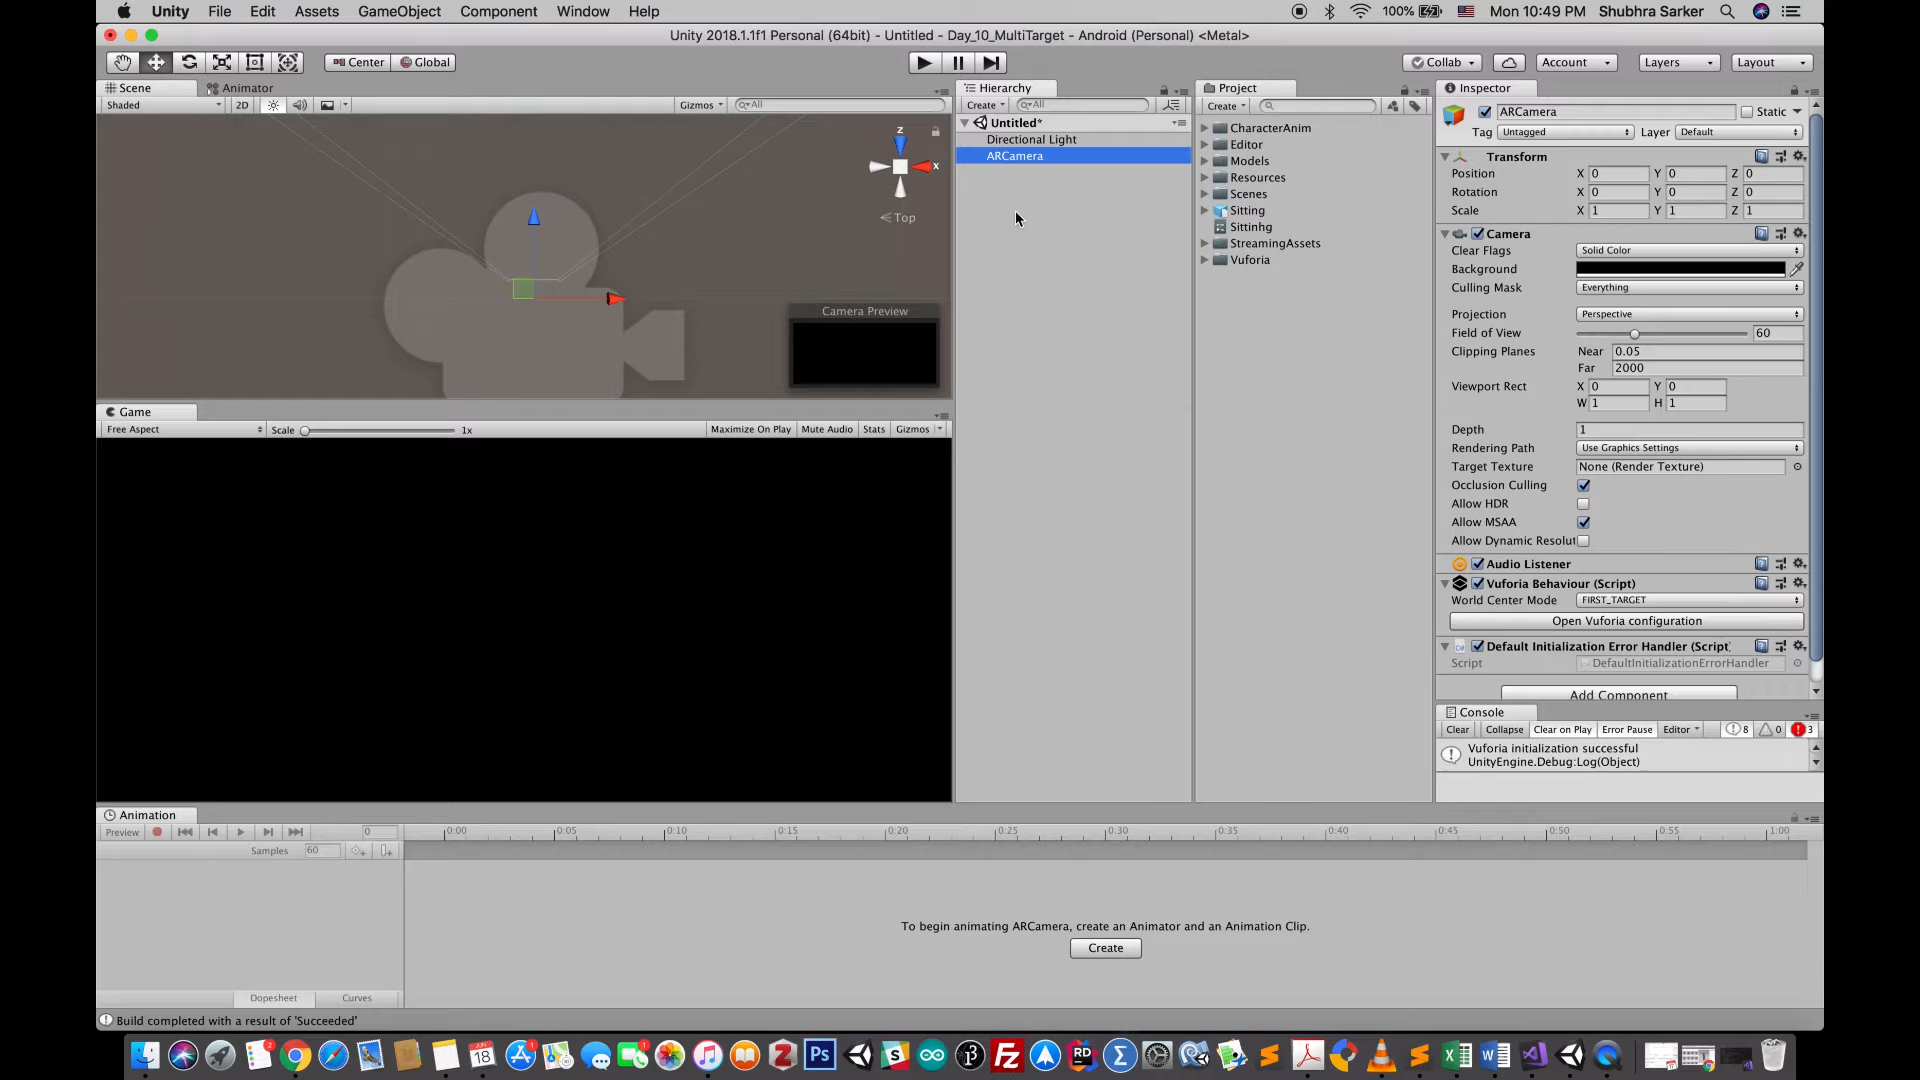 Unity File Edit Assets GameObject Component Window Help 100% Mon 10:49 PM Shubhra Sarker
Unity 2018.1.1f1 Personal (64bit) - Untitled - Day_10_MultiTarget - Android (Personal) <Metal>
Center Global Collab Account Layers Layout
Scene Animator
Shaded 2D Gizmos All
z
x
Top
Camera Preview
Game
Free Aspect Scale 1x Maximize On Play Mute Audio Stats Gizmos
Hierarchy
Create All
Untitled*
Directional Light
ARCamera
Project
Create
CharacterAnim
Editor
Models
Resources
Scenes
Sitting
Sittinhg
StreamingAssets
Vuforia
Inspector
ARCamera Static
Tag Untagged Layer Default
Transform
Position X 0 Y 0 Z 0
Rotation X 0 Y 0 Z 0
Scale X 1 Y 1 Z 1
Camera
Clear Flags Solid Color
Background
Culling Mask Everything
Projection Perspective
Field of View 60
Clipping Planes Near 0.05
Far 2000
Viewport Rect X 0 Y 0
W 1 H 1
Depth 1
Rendering Path Use Graphics Settings
Target Texture None (Render Texture)
Occlusion Culling
Allow HDR
Allow MSAA
Allow Dynamic Resolut
Audio Listener
Vuforia Behaviour (Script)
World Center Mode FIRST_TARGET
Open Vuforia configuration
Default Initialization Error Handler (Script)
Script DefaultInitializationErrorHandler
Add Component
Console
Clear Collapse Clear on Play Error Pause Editor 8 0 3
Vuforia initialization successful
UnityEngine.Debug:Log(Object)
Animation
Preview 0 0:00 0:05 0:10 0:15 0:20 0:25 0:30 0:35 0:40 0:45 0:50 0:55 1:00
Samples 60
To begin animating ARCamera, create an Animator and an Animation Clip.
Create
Dopesheet Curves
Build completed with a result of 'Succeeded'
2 JUN 18 1 1 Z Ps S Fz RD Σ X W